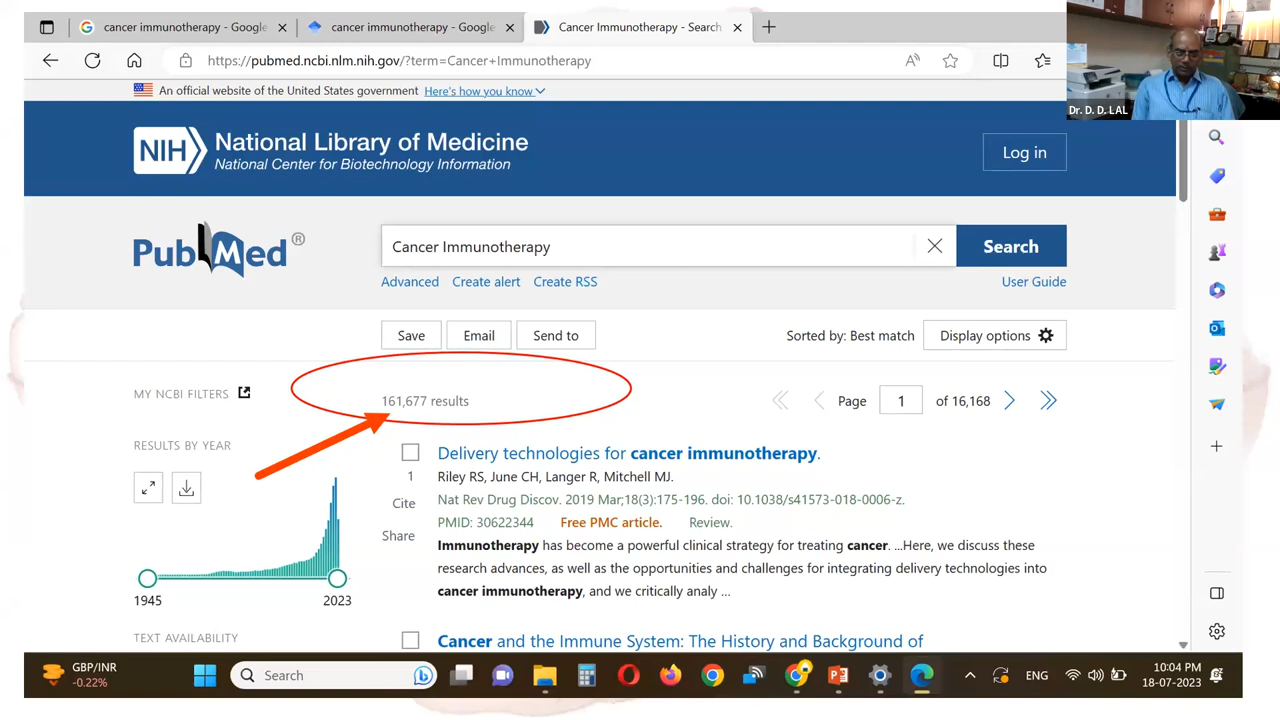 cancer immunotherapy - Google
cancer immunotherapy - Google
Cancer Immunotherapy - Search
https://pubmed.ncbi.nlm.nih.gov/?term=Cancer+Immunotherapy
Dr. D. D. LAL
An official website of the United States government Here's how you know
NIH National Library of Medicine
National Center for Biotechnology Information
Log in
PubMed®
Cancer Immunotherapy
Search
Advanced Create alert Create RSS
User Guide
Save Email Send to
Sorted by: Best match Display options
MY NCBI FILTERS
161,677 results
Page 1 of 16,168
RESULTS BY YEAR
1945 2023
TEXT AVAILABILITY
Delivery technologies for cancer immunotherapy.
1 Riley RS, June CH, Langer R, Mitchell MJ.
Cite Nat Rev Drug Discov. 2019 Mar;18(3):175-196. doi: 10.1038/s41573-018-0006-z.
PMID: 30622344 Free PMC article. Review.
Share
Immunotherapy has become a powerful clinical strategy for treating cancer. ...Here, we discuss these
research advances, as well as the opportunities and challenges for integrating delivery technologies into
cancer immunotherapy, and we critically analy ...
Cancer and the Immune System: The History and Background of
GBP/INR
-0.22%
Search
ENG
10:04 PM
18-07-2023